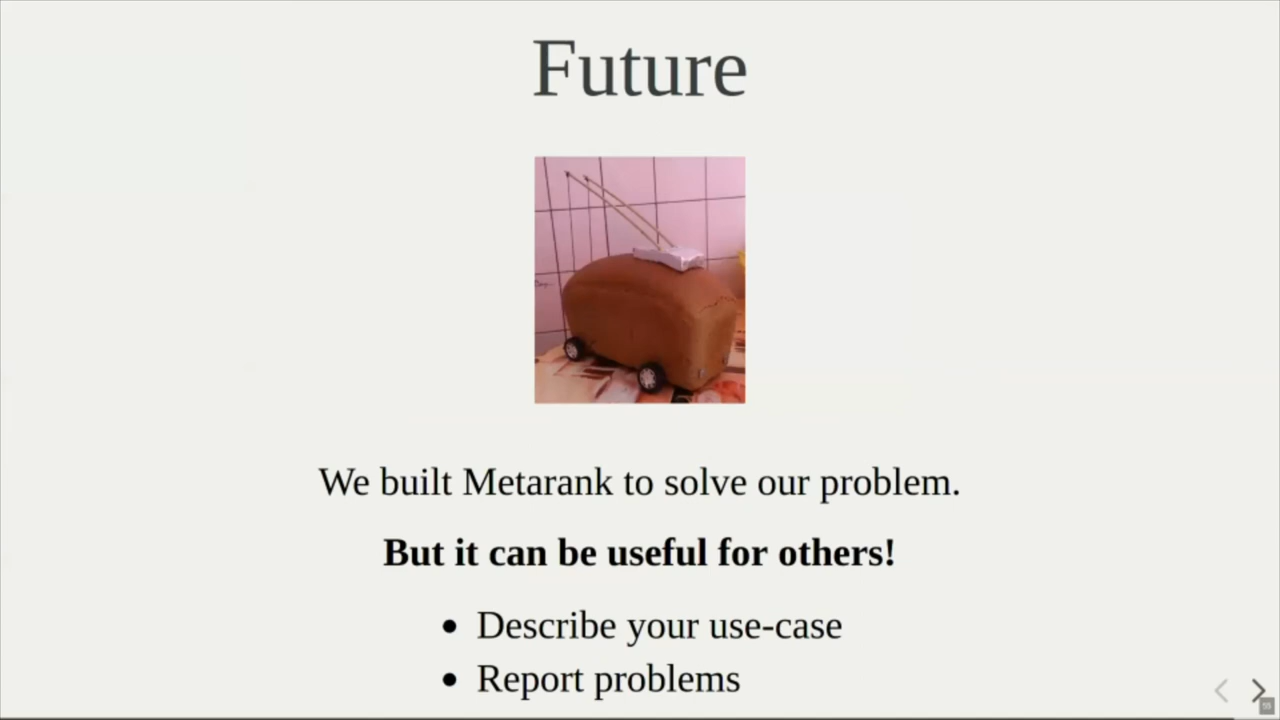 Future
We built Metarank to solve our problem.
But it can be useful for others!
Describe your use-case
Report problems